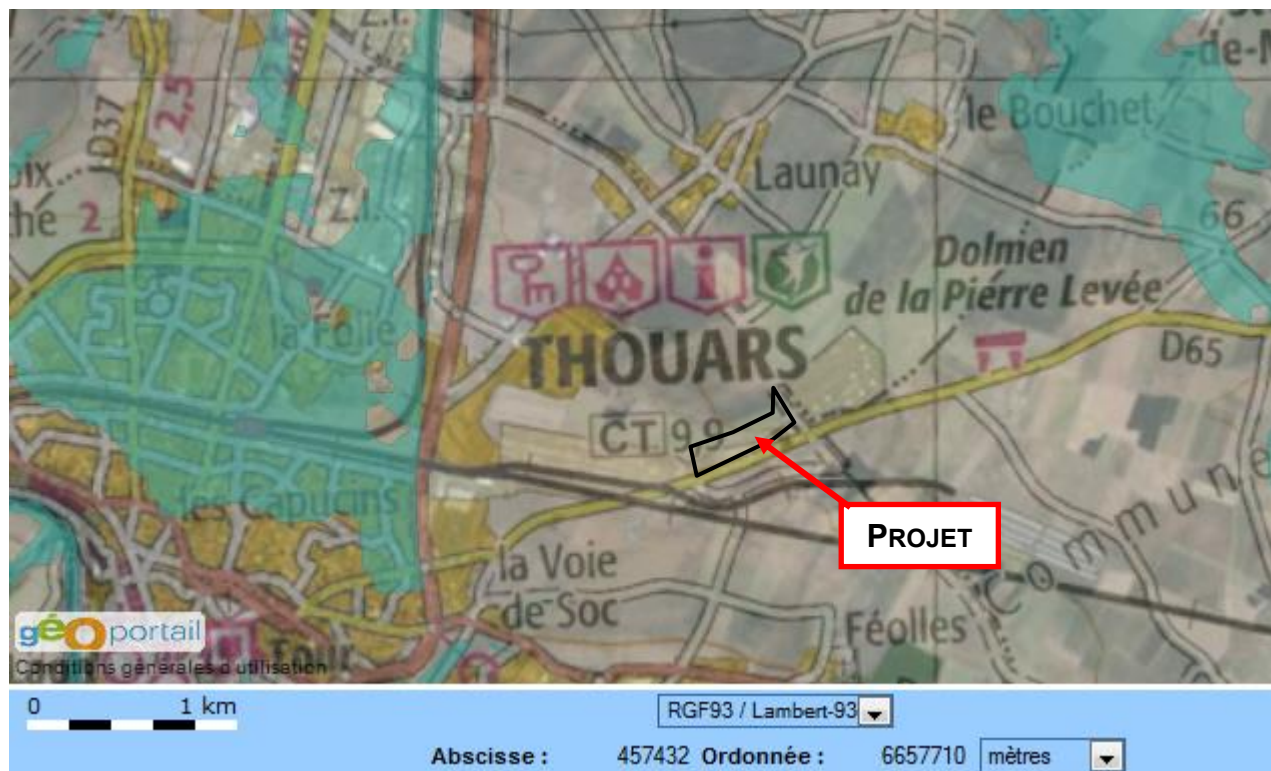 Z.I.
D37
2,5
de-N
le Bouchet
Launay
Z.I.
hé 2
66
Dolmen
de la Pierre Levée
la Folie
THOUARS
D65
CT 99
les Capucins
PROJET
Commune
la Voie
de Soc
Féolles
géoportail
Tour
Conditions générales d'utilisation
0 1 km
RGF93 / Lambert-93
Abscisse : 457432 Ordonnée : 6657710 mètres